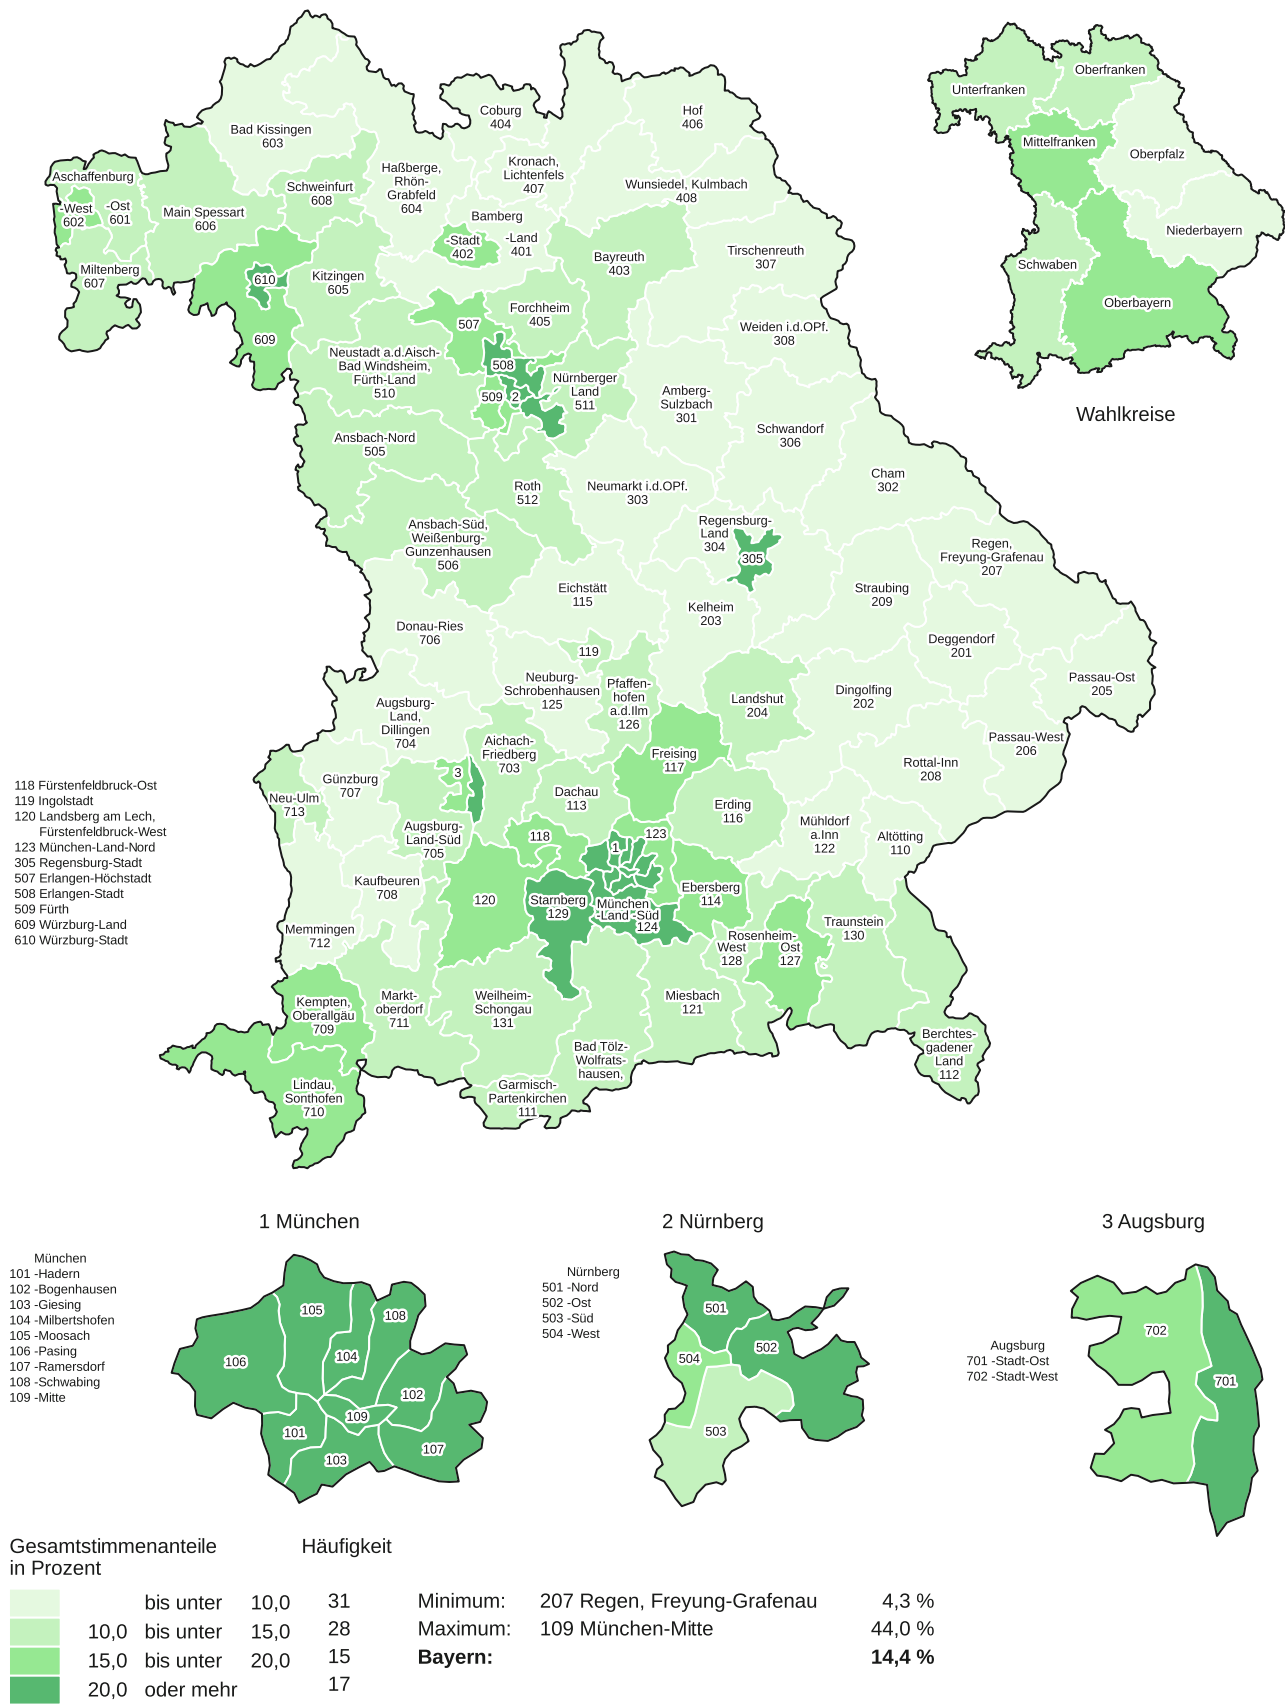 Bad Kissingen
603
Coburg
404
Hof
406
Aschaffenburg
-West
602
-Ost
601
Main Spessart
606
Schweinfurt
608
Haßberge,
Rhön-
Grabfeld
604
Kronach,
Lichtenfels
407
Wunsiedel, Kulmbach
408
Bamberg
-Stadt
402
-Land
401
Bayreuth
403
Tirschenreuth
307
Miltenberg
607
610
Kitzingen
605
609
507
Forchheim
405
Weiden i.d.OPf.
308
Neustadt a.d.Aisch-
Bad Windsheim,
Fürth-Land
510
508
509
2
Nürnberger
Land
511
Amberg-
Sulzbach
301
Schwandorf
306
Ansbach-Nord
505
Roth
512
Neumarkt i.d.OPf.
303
Cham
302
Ansbach-Süd,
Weißenburg-
Gunzenhausen
506
Regensburg-
Land
304
305
Regen,
Freyung-Grafenau
207
Eichstätt
115
Kelheim
203
Straubing
209
Donau-Ries
706
119
Deggendorf
201
Neuburg-
Schrobenhausen
125
Pfaffen-
hofen
a.d.Ilm
126
Landshut
204
Dingolfing
202
Passau-Ost
205
Augsburg-
Land,
Dillingen
704
Aichach-
Friedberg
703
Freising
117
Passau-West
206
Rottal-Inn
208
Günzburg
707
3
Neu-Ulm
713
Dachau
113
Erding
116
Augsburg-
Land-Süd
705
118
1
123
Mühldorf
a.Inn
122
Altötting
110
Kaufbeuren
708
120
Starnberg
129
München
-Land -Süd
124
Ebersberg
114
Memmingen
712
Rosenheim-
West
128
Ost
127
Traunstein
130
Kempten,
Oberallgäu
709
Markt-
oberdorf
711
Weilheim-
Schongau
131
Miesbach
121
Bad Tölz-
Wolfrats-
hausen,
Berchtes-
gadener
Land
112
Lindau,
Sonthofen
710
Garmisch-
Partenkirchen
111
Unterfranken
Oberfranken
Mittelfranken
Oberpfalz
Niederbayern
Schwaben
Oberbayern
Wahlkreise
118 Fürstenfeldbruck-Ost
119 Ingolstadt
120 Landsberg am Lech,
Fürstenfeldbruck-West
123 München-Land-Nord
305 Regensburg-Stadt
507 Erlangen-Höchstadt
508 Erlangen-Stadt
509 Fürth
609 Würzburg-Land
610 Würzburg-Stadt
1 München
München
101 -Hadern
102 -Bogenhausen
103 -Giesing
104 -Milbertshofen
105 -Moosach
106 -Pasing
107 -Ramersdorf
108 -Schwabing
109 -Mitte
105
108
104
106
102
109
101
107
103
2 Nürnberg
Nürnberg
501 -Nord
502 -Ost
503 -Süd
504 -West
501
502
504
503
3 Augsburg
Augsburg
701 -Stadt-Ost
702 -Stadt-West
702
701
Gesamtstimmenanteile
in Prozent
Häufigkeit
bis unter 10,0 31
10,0 bis unter 15,0 28
15,0 bis unter 20,0 15
20,0 oder mehr 17
Minimum: 207 Regen, Freyung-Grafenau 4,3 %
Maximum: 109 München-Mitte 44,0 %
Bayern: 14,4 %